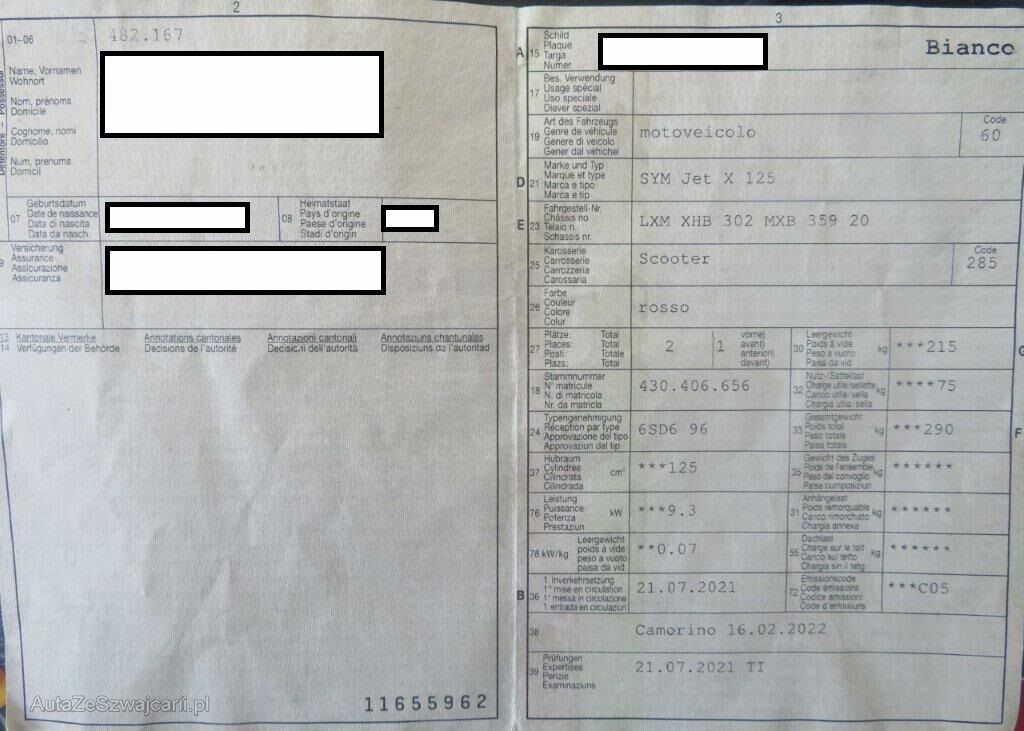 2
01-06
482.167
Name, Vornamen
Wohnort
Nom, prénoms
Domicile
Cognome, nomi
Domicilio
Num, prenums
Domicil
07
Geburtsdatum
Date de naissance
Data di nascita
Data da nasch.
08
Heimatstaat
Pays d'origine
Paese d'origine
Stadi d'origin
Versicherung
Assurance
Assicurazione
Assicuranza
13 Kantonale Vermerke Annotations cantonales Annotazioni cantonali Annotaziuns chantunalas
14 Verfügungen der Behörde Décisions de l'autorité Decisioni dell'autorità Disposiziuns da l'autoritad
11655962
AutaZeSzwajcarii.pl
3
A 15
Schild
Plaque
Targa
Numer
Bianco
17
Bes. Verwendung
Usage spécial
Uso speciale
Diever spezial
19
Art des Fahrzeugs
Genre de véhicule
Genere di veicolo
Gener dal vehichel
motoveicolo
Code
60
D 21
Marke und Typ
Marque et type
Marca e tipo
Marca e tip
SYM Jet X 125
E 23
Fahrgestell-Nr.
Châssis no
Telaio n.
Schassis nr.
LXM XHB 302 MXB 359 20
25
Karosserie
Carrosserie
Carrozzeria
Carossaria
Scooter
Code
285
26
Farbe
Couleur
Colore
Colur
rosso
27
Plätze: Total
Places: Total
Posti: Totale
Plazs: Total
2
1
vorne)
avant)
anteriori)
davant)
30
Leergewicht
Poids à vide
Peso a vuoto
Paisa da vid
kg
***215
G
18
Stammnummer
N° matricule
N. di matricola
Nr. da matricla
430.406.656
32
Nutz-/Sattellast
Charge utile/sellette
Carico utile/sella
Chargia utila/sella
kg
****75
24
Typengenehmigung
Réception par type
Approvazione del tipo
Approvaziun dal tip
6SD6 96
33
Gesamtgewicht
Poids total
Peso totale
Paisa totala
kg
***290
F
37
Hubraum
Cylindrée
Cilindrata
Cilindrada
cm³
***125
35
Gewicht des Zuges
Poids de l'ensemble
Peso del convoglio
Paisa cumposiziun
kg
******
76
Leistung
Puissance
Potenza
Prestaziun
kW
***9.3
31
Anhängelast
Poids remorquable
Carico rimorchiato
Chargia annexa
kg
******
78 kW/kg
Leergewicht
poids à vide
peso a vuoto
paisa da vid
**0.07
55
Dachlast
Charge sur le toit
Carico sul tetto
Chargia sin il tetg
kg
******
B 36
1. Inverkehrsetzung
1re mise en circulation
1a messa in circolazione
1. entrada en circulaziun
21.07.2021
72
Emissionscode
Code émissions
Codice emissioni
Code d'emissiuns
***C05
38
Camorino 16.02.2022
39
Prüfungen
Expertises
Perizie
Examinaziuns
21.07.2021 TI